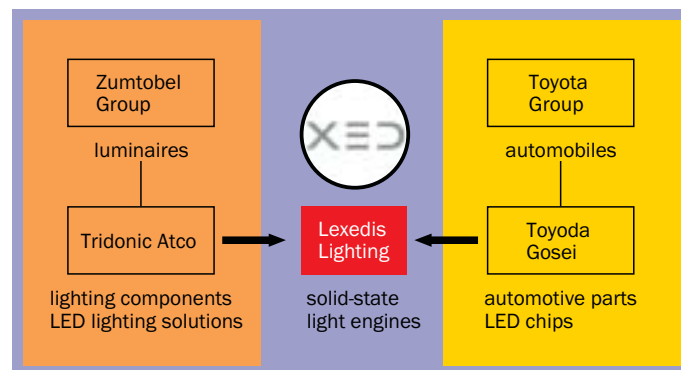 Zumtobel
Group
luminaires
Tridonic Atco
lighting components
LED lighting solutions
XED
Lexedis
Lighting
solid-state
light engines
Toyota
Group
automobiles
Toyoda
Gosei
automotive parts
LED chips